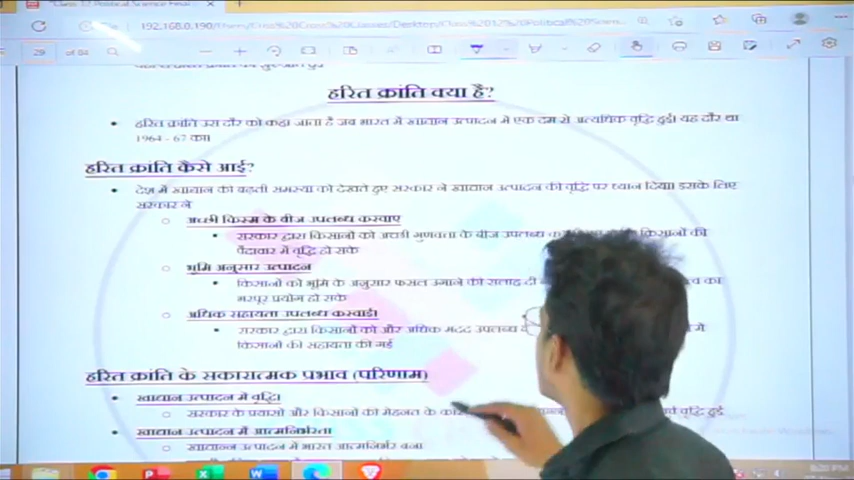 29 of 84
हरित क्रांति क्या है?
हरित क्रांति उस दौर को कहा जाता है जब भारत में खाद्यान उत्पादन में एक दम से अत्यधिक वृद्धि हुई। यह दौर था
1964 - 67 का।
हरित क्रांति कैसे आई?
देश में खाद्यान की बढ़ती समस्या को देखते हुए सरकार ने खाद्यान उत्पादन की वृद्धि पर ध्यान दिया। इसके लिए
सरकार ने
अच्छी किस्म के बीज उपलब्ध करवाए
सरकार द्वारा किसानों को अच्छी गुणवत्ता के बीज उपलब्ध किसानों की
पैदावार में वृद्धि हो सके
भूमि अनुसार उत्पादन
किसानों को भूमि के अनुसार फसल उगाने की सलाह दी का
भरपूर प्रयोग हो सके
अधिक सहायता उपलब्ध करवाई।
सरकार द्वारा किसानों को और अधिक मदद उपलब्ध
किसानों की सहायता की गई
हरित क्रांति के सकारात्मक प्रभाव (परिणाम)
खाद्यान उत्पादन में वृद्धि।
सरकार के प्रयासों और किसानों की मेहनत के वृद्धि हुई
खाद्यान उत्पादन में आत्मनिर्भरता
खाद्यान्न उत्पादन में भारत आत्मनिर्भर बना